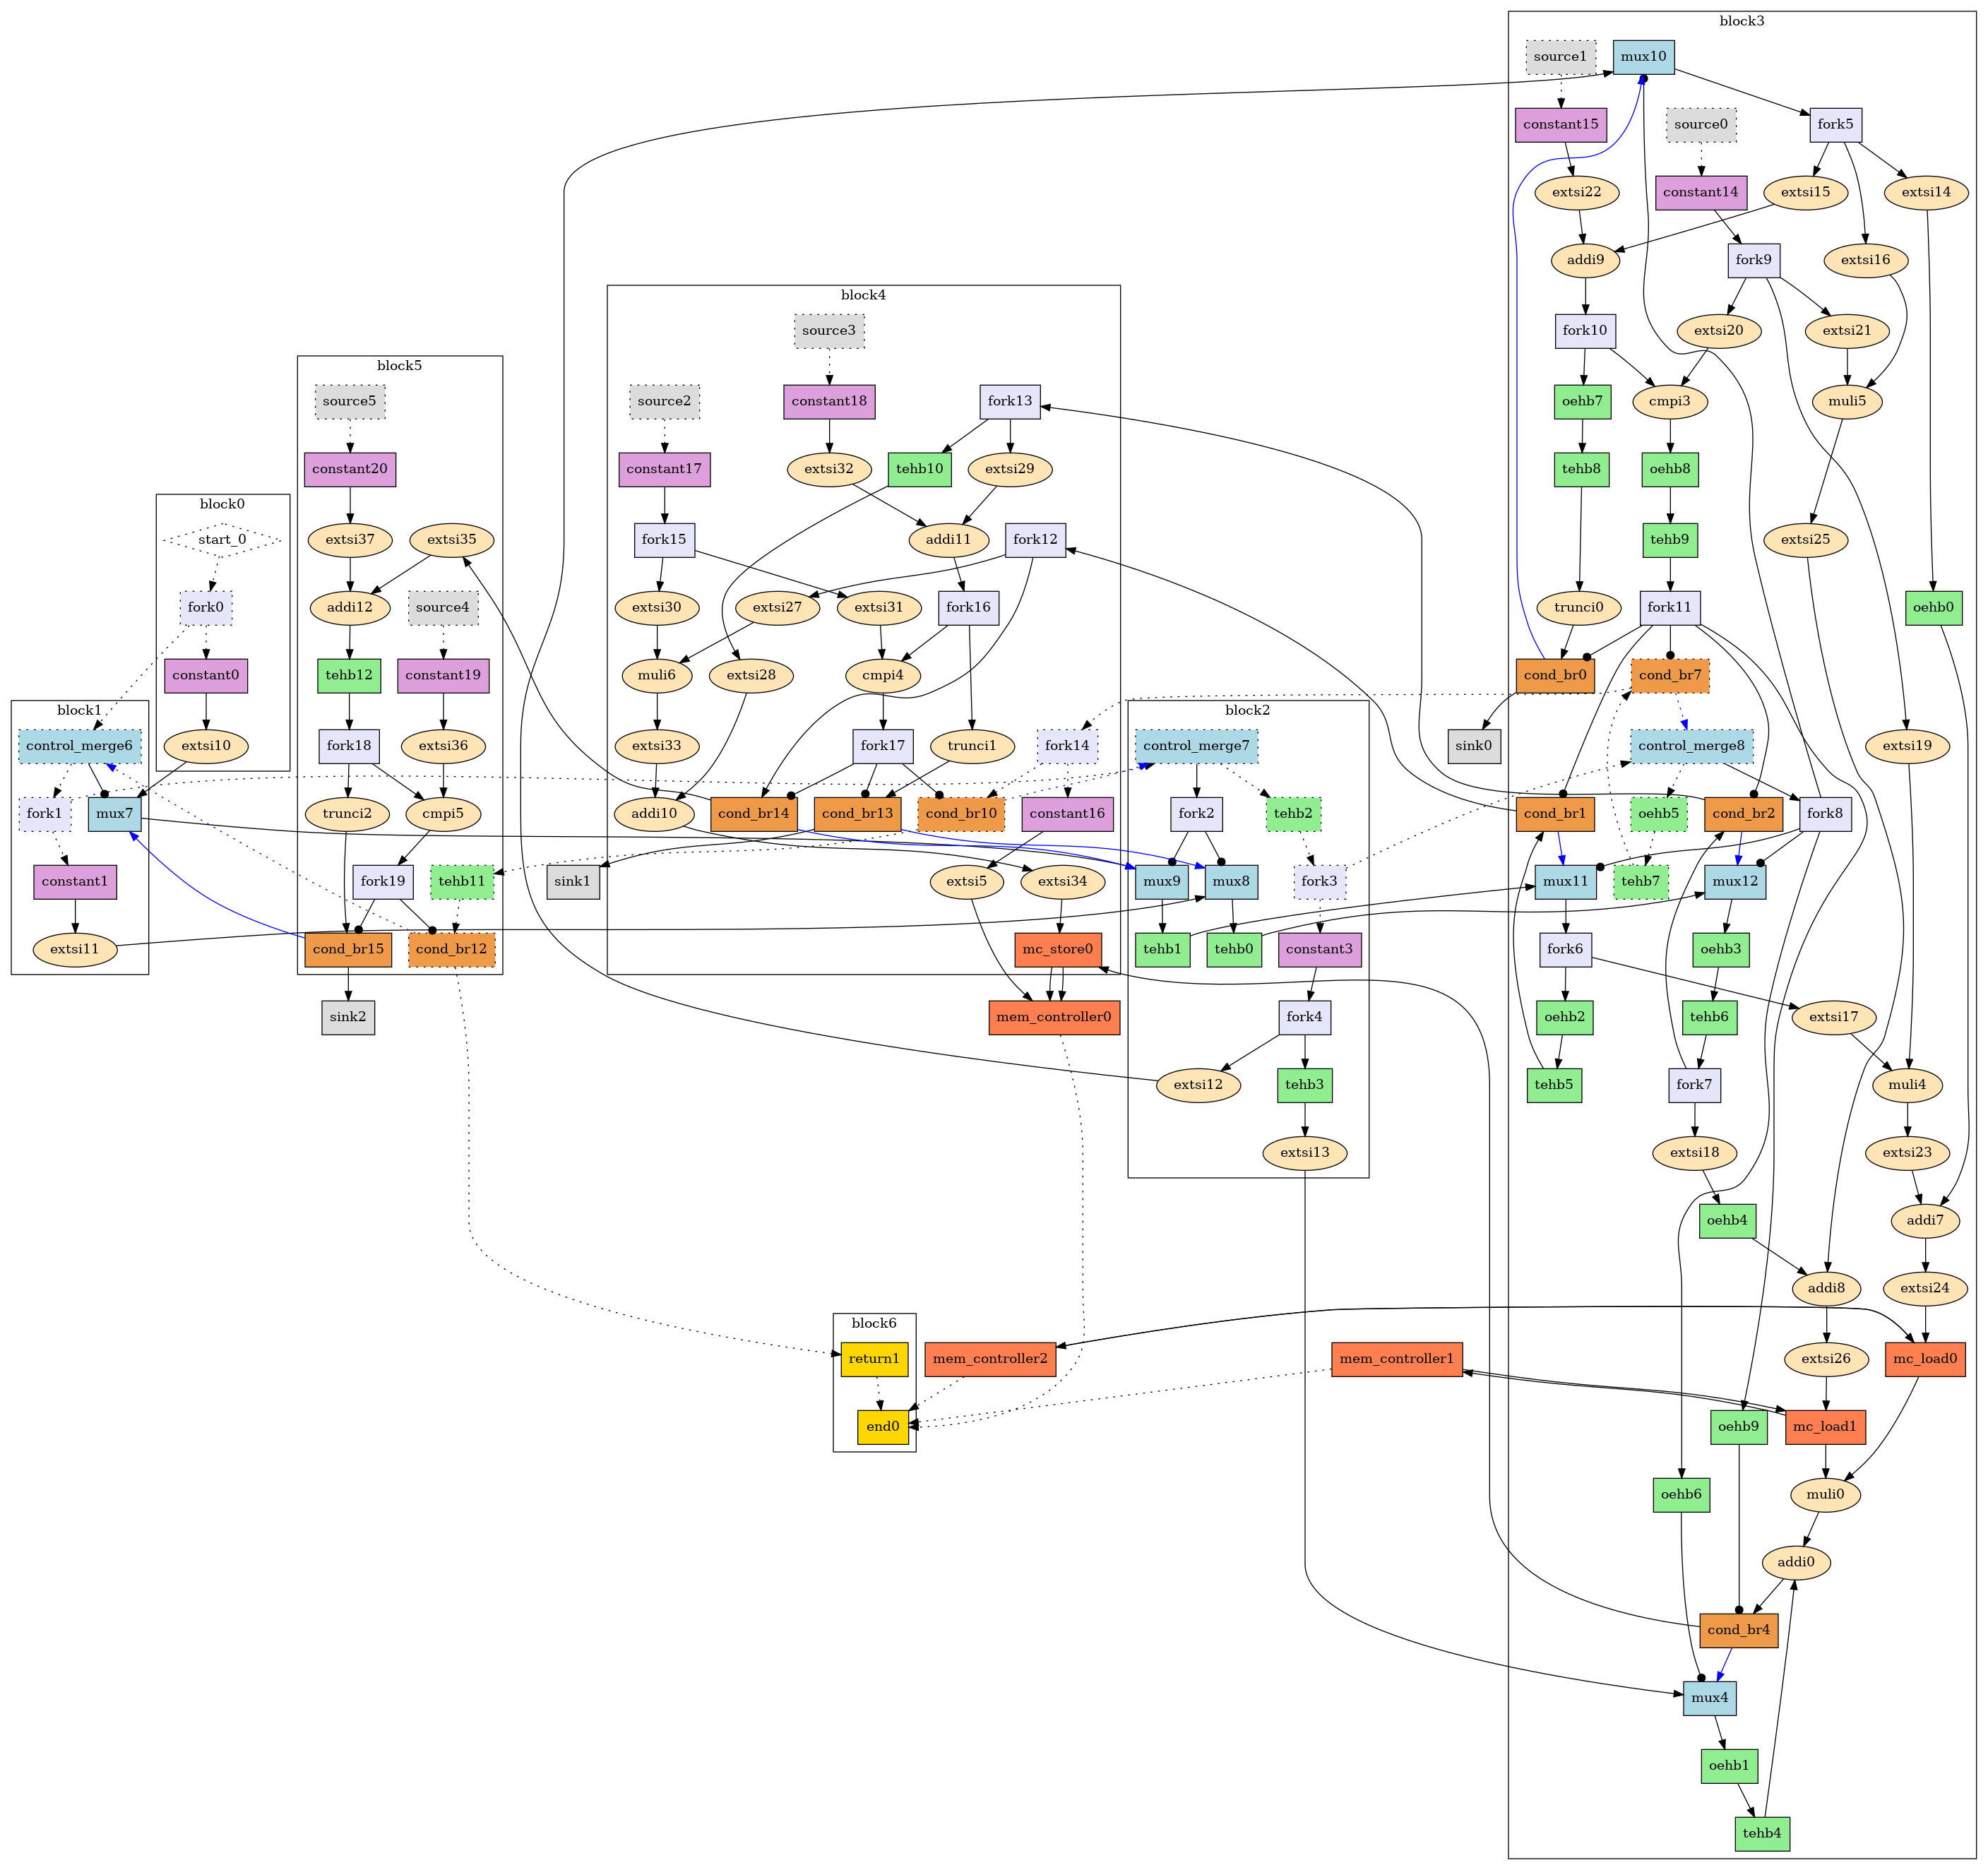 block3
source1
mux10
constant15
source0
fork5
extsi22
constant14
extsi15
extsi14
addi9
fork9
extsi16
block4
source3
fork10
extsi20
extsi21
block5
source5
source2
constant18
fork13
oehb7
cmpi3
muli5
constant20
constant17
extsi32
tehb10
extsi29
tehb8
oehb8
block0
start_0
extsi37
extsi35
fork15
addi11
fork12
tehb9
extsi25
fork0
addi12
source4
extsi30
extsi27
extsi31
fork16
trunci0
fork11
oehb0
constant0
tehb12
constant19
muli6
extsi28
cmpi4
cond_br0
cond_br7
block1
block2
control_merge6
extsi10
fork18
extsi36
extsi33
fork17
trunci1
fork14
control_merge7
sink0
control_merge8
extsi19
fork1
mux7
trunci2
cmpi5
addi10
cond_br14
cond_br13
cond_br10
constant16
fork2
tehb2
cond_br1
oehb5
cond_br2
fork8
constant1
fork19
tehb11
sink1
extsi5
extsi34
mux9
mux8
fork3
mux11
tehb7
mux12
extsi11
cond_br15
cond_br12
mc_store0
tehb1
tehb0
constant3
fork6
oehb3
sink2
mem_controller0
fork4
oehb2
tehb6
extsi17
extsi12
tehb3
tehb5
fork7
muli4
extsi13
extsi18
extsi23
oehb4
addi7
addi8
extsi24
block6
return1
mem_controller2
mem_controller1
extsi26
mc_load0
end0
oehb9
mc_load1
oehb6
muli0
addi0
cond_br4
mux4
oehb1
tehb4